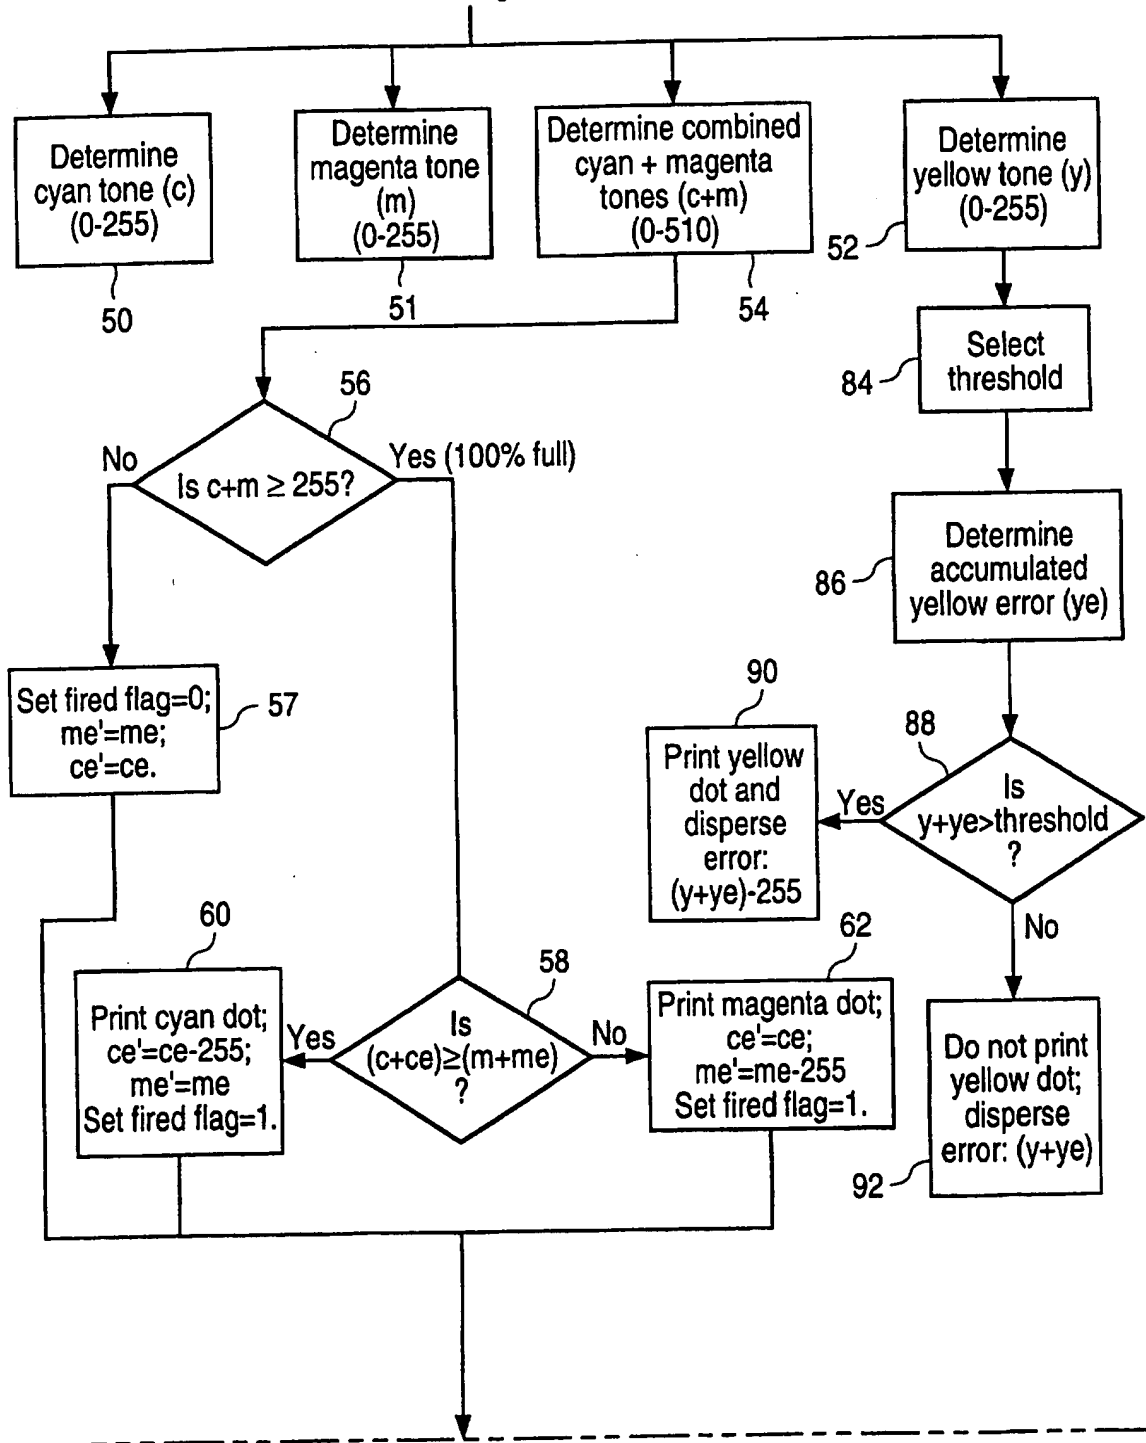 Determine
cyan tone (c)
(0-255)
50
Determine
magenta tone
(m)
(0-255)
51
Determine combined
cyan + magenta
tones (c+m)
(0-510)
54
Determine
yellow tone (y)
(0-255)
52
Select
threshold
84
56
No
Is c+m ≥ 255?
Yes (100% full)
Determine
accumulated
yellow error (ye)
86
Set fired flag=0;
me'=me;
ce'=ce.
57
90
Print yellow
dot and
disperse
error:
(y+ye)-255
88
Yes
Is
y+ye>threshold
?
No
60
Print cyan dot;
ce'=ce-255;
me'=me
Set fired flag=1.
Yes
58
Is
(c+ce)≥(m+me)
?
No
62
Print magenta dot;
ce'=ce;
me'=me-255
Set fired flag=1.
Do not print
yellow dot;
disperse
error: (y+ye)
92